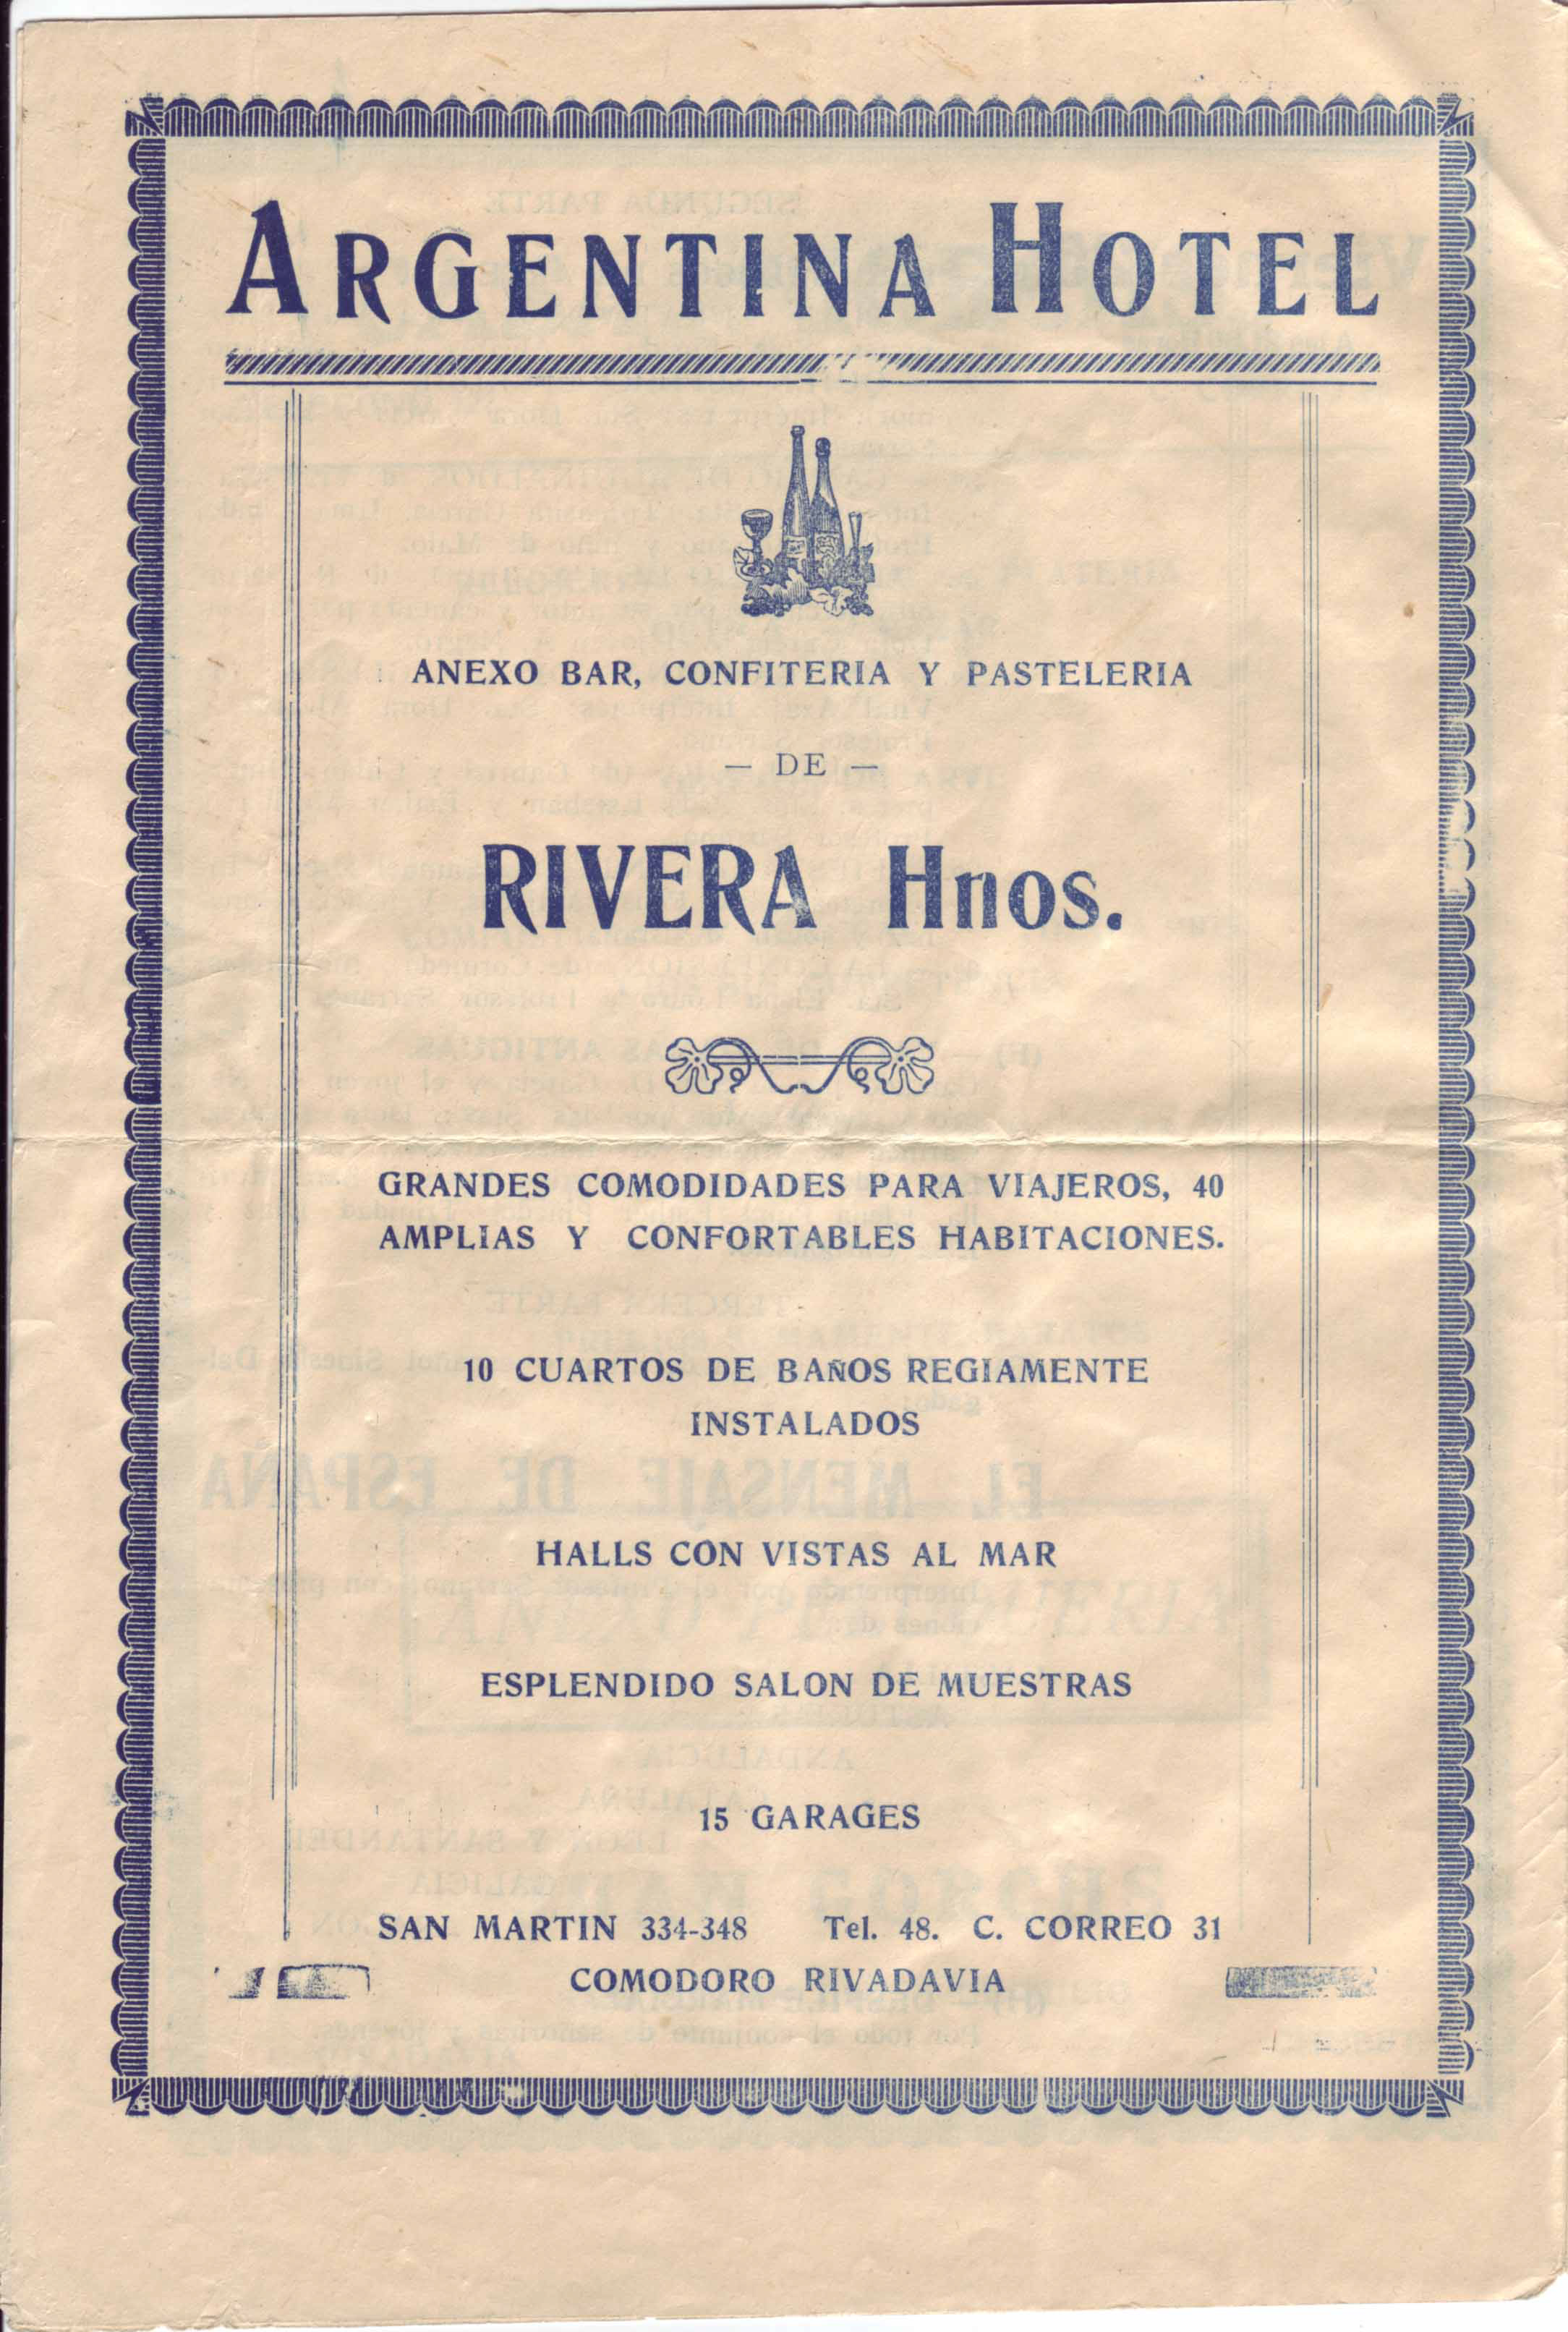 ARGENTINA HOTEL
ANEXO BAR, CONFITERIA Y PASTELERIA
— DE —
RIVERA Hnos.
GRANDES COMODIDADES PARA VIAJEROS, 40
AMPLIAS Y CONFORTABLES HABITACIONES.
10 CUARTOS DE BAÑOS REGIAMENTE
INSTALADOS
HALLS CON VISTAS AL MAR
ESPLENDIDO SALON DE MUESTRAS
15 GARAGES
SAN MARTIN 334-348 Tel. 48. C. CORREO 31
COMODORO RIVADAVIA